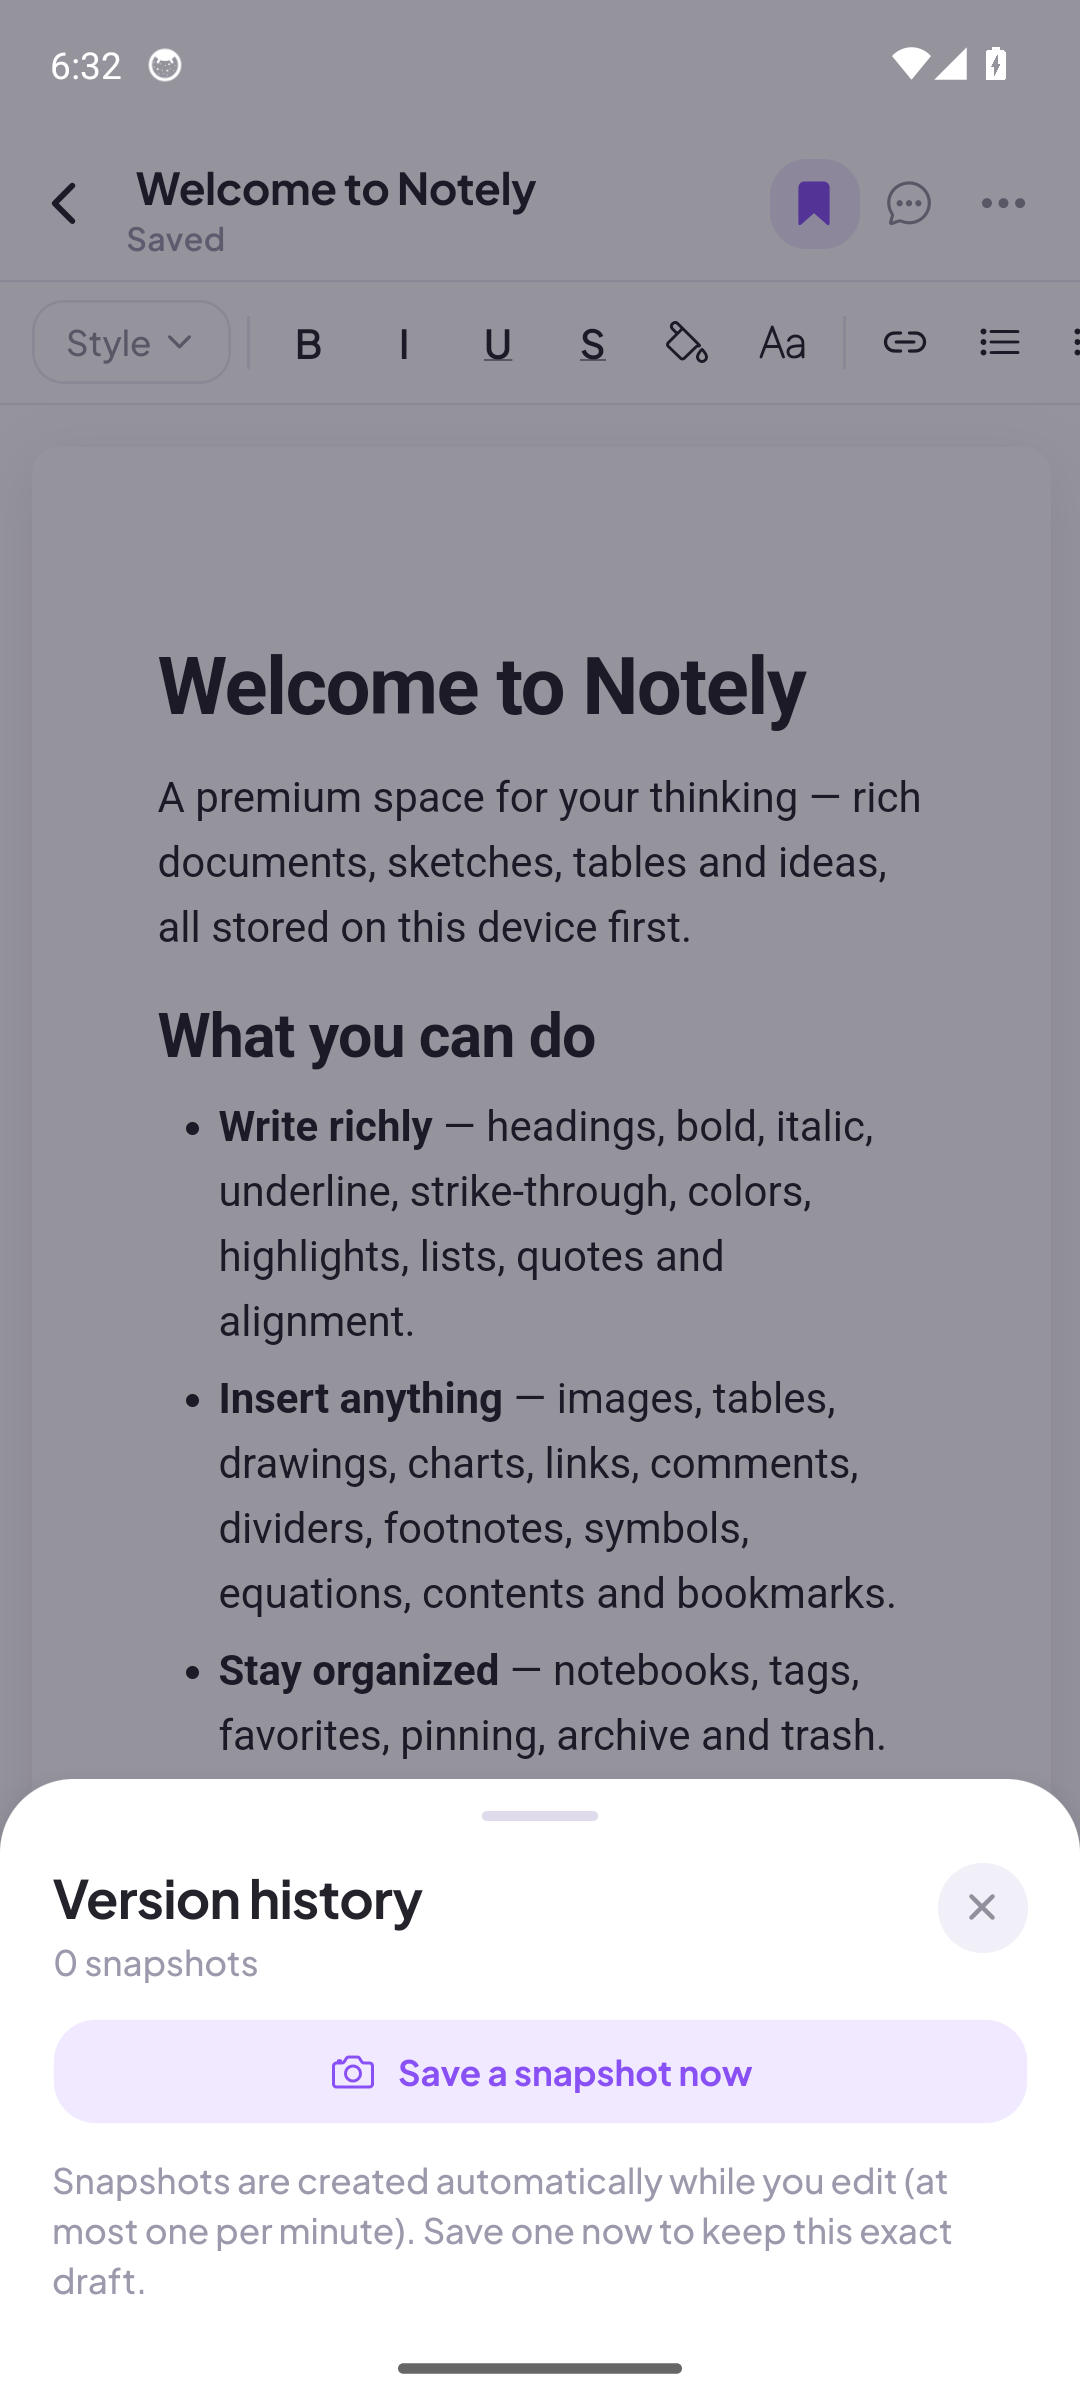 6:32
Welcome to Notely
Saved
Style B I U S Aa
Welcome to Notely
A premium space for your thinking — rich
documents, sketches, tables and ideas,
all stored on this device first.
What you can do
• Write richly — headings, bold, italic,
underline, strike-through, colors,
highlights, lists, quotes and
alignment.
• Insert anything — images, tables,
drawings, charts, links, comments,
dividers, footnotes, symbols,
equations, contents and bookmarks.
• Stay organized — notebooks, tags,
favorites, pinning, archive and trash.
Version history
0 snapshots
Save a snapshot now
Snapshots are created automatically while you edit (at
most one per minute). Save one now to keep this exact
draft.